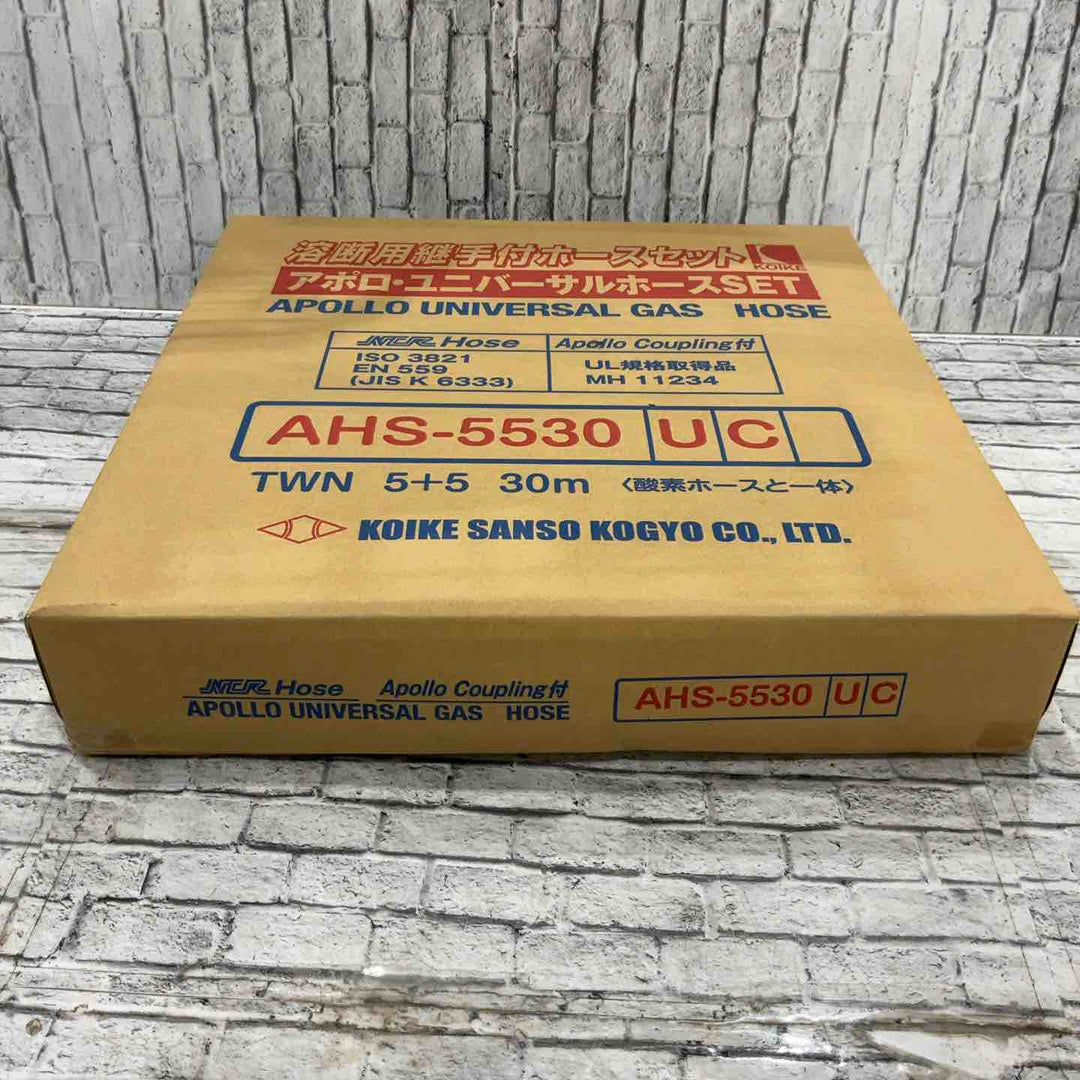 溶断用継手付ホースセット
KOIKE
アポロ・ユニバーサルホースSET
APOLLO UNIVERSAL GAS HOSE
NCR Hose
Apollo Coupling付
ISO 3821
EN 559
(JIS K 6333)
UL規格取得品
MH 11234
AHS-5530 U C
TWN 5+5 30m 〈酸素ホースと一体〉
KOIKE SANSO KOGYO CO., LTD.
NCR Hose Apollo Coupling付
APOLLO UNIVERSAL GAS HOSE
AHS-5530 U C